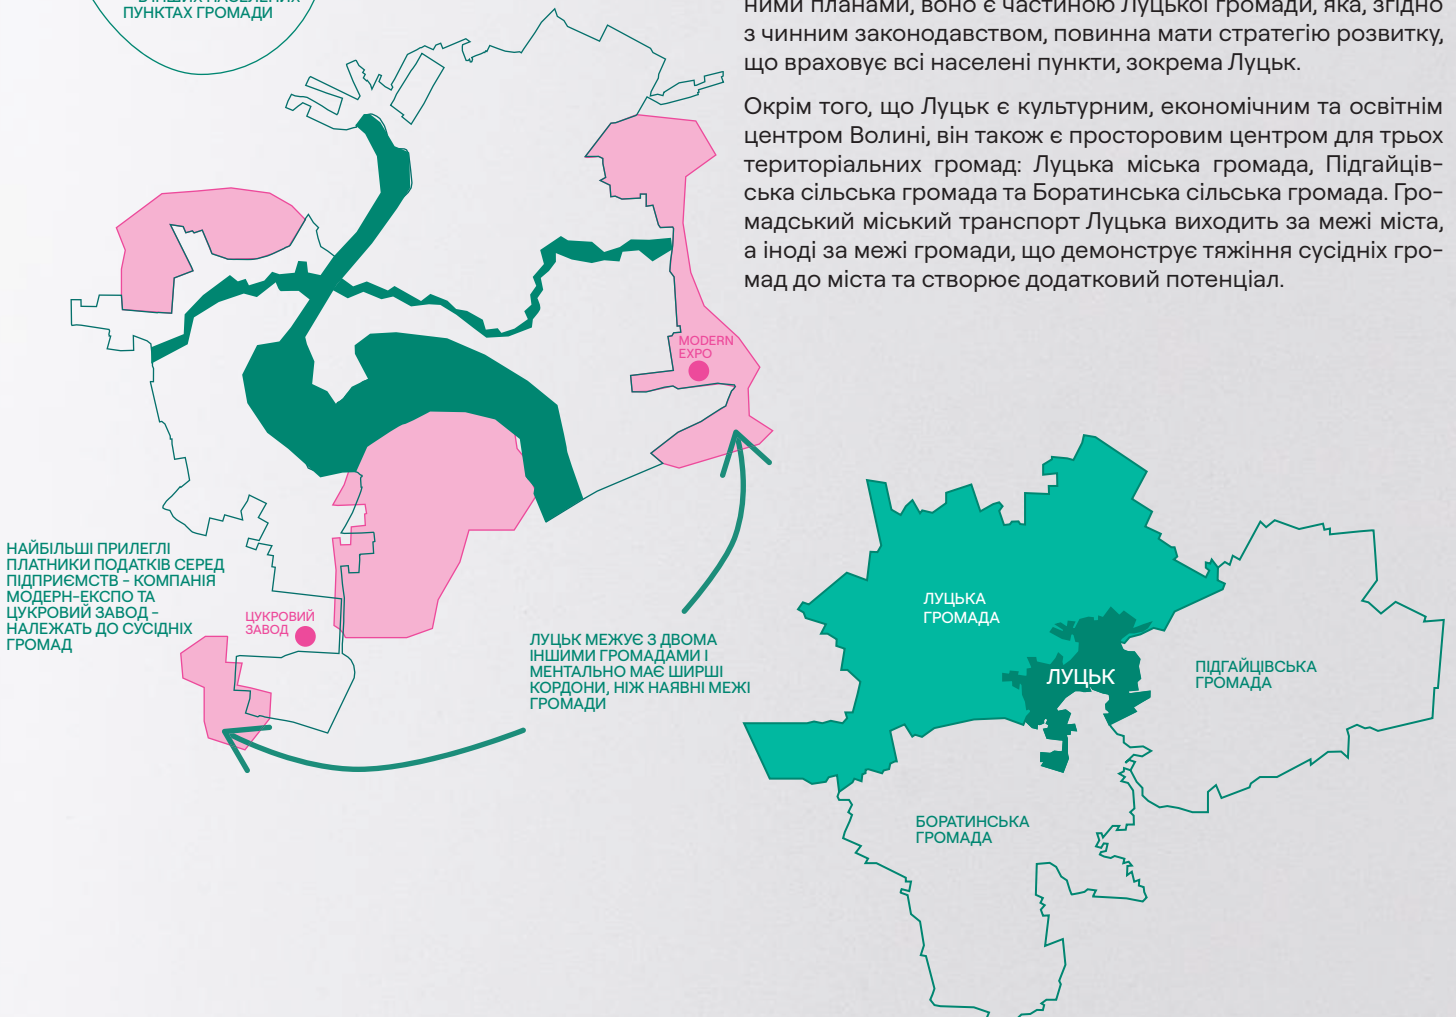 ПУНКТАХ ГРОМАДИ
ними планами, воно є частиною Луцької громади, яка, згідно
з чинним законодавством, повинна мати стратегію розвитку,
що враховує всі населені пункти, зокрема Луцьк.
Окрім того, що Луцьк є культурним, економічним та освітнім
центром Волині, він також є просторовим центром для трьох
територіальних громад: Луцька міська громада, Підгайців-
ська сільська громада та Боратинська сільська громада. Гро-
мадський міський транспорт Луцька виходить за межі міста,
а іноді за межі громади, що демонструє тяжіння сусідніх гро-
мад до міста та створює додатковий потенціал.
MODERN
EXPO
НАЙБІЛЬШІ ПРИЛЕГЛІ
ПЛАТНИКИ ПОДАТКІВ СЕРЕД
ПІДПРИЄМСТВ - КОМПАНІЯ
МОДЕРН-ЕКСПО ТА
ЦУКРОВИЙ ЗАВОД -
НАЛЕЖАТЬ ДО СУСІДНІХ
ГРОМАД
ЦУКРОВИЙ
ЗАВОД
ЛУЦЬК МЕЖУЄ З ДВОМА
ІНШИМИ ГРОМАДАМИ І
МЕНТАЛЬНО МАЄ ШИРШІ
КОРДОНИ, НІЖ НАЯВНІ МЕЖІ
ГРОМАДИ
ЛУЦЬКА
ГРОМАДА
ЛУЦЬК
ПІДГАЙЦІВСЬКА
ГРОМАДА
БОРАТИНСЬКА
ГРОМАДА